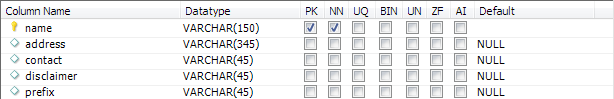 Column Name Datatype PK NN UQ BIN UN ZF AI Default
name VARCHAR(150)
address VARCHAR(345) NULL
contact VARCHAR(45) NULL
disclaimer VARCHAR(45) NULL
prefix VARCHAR(45) NULL